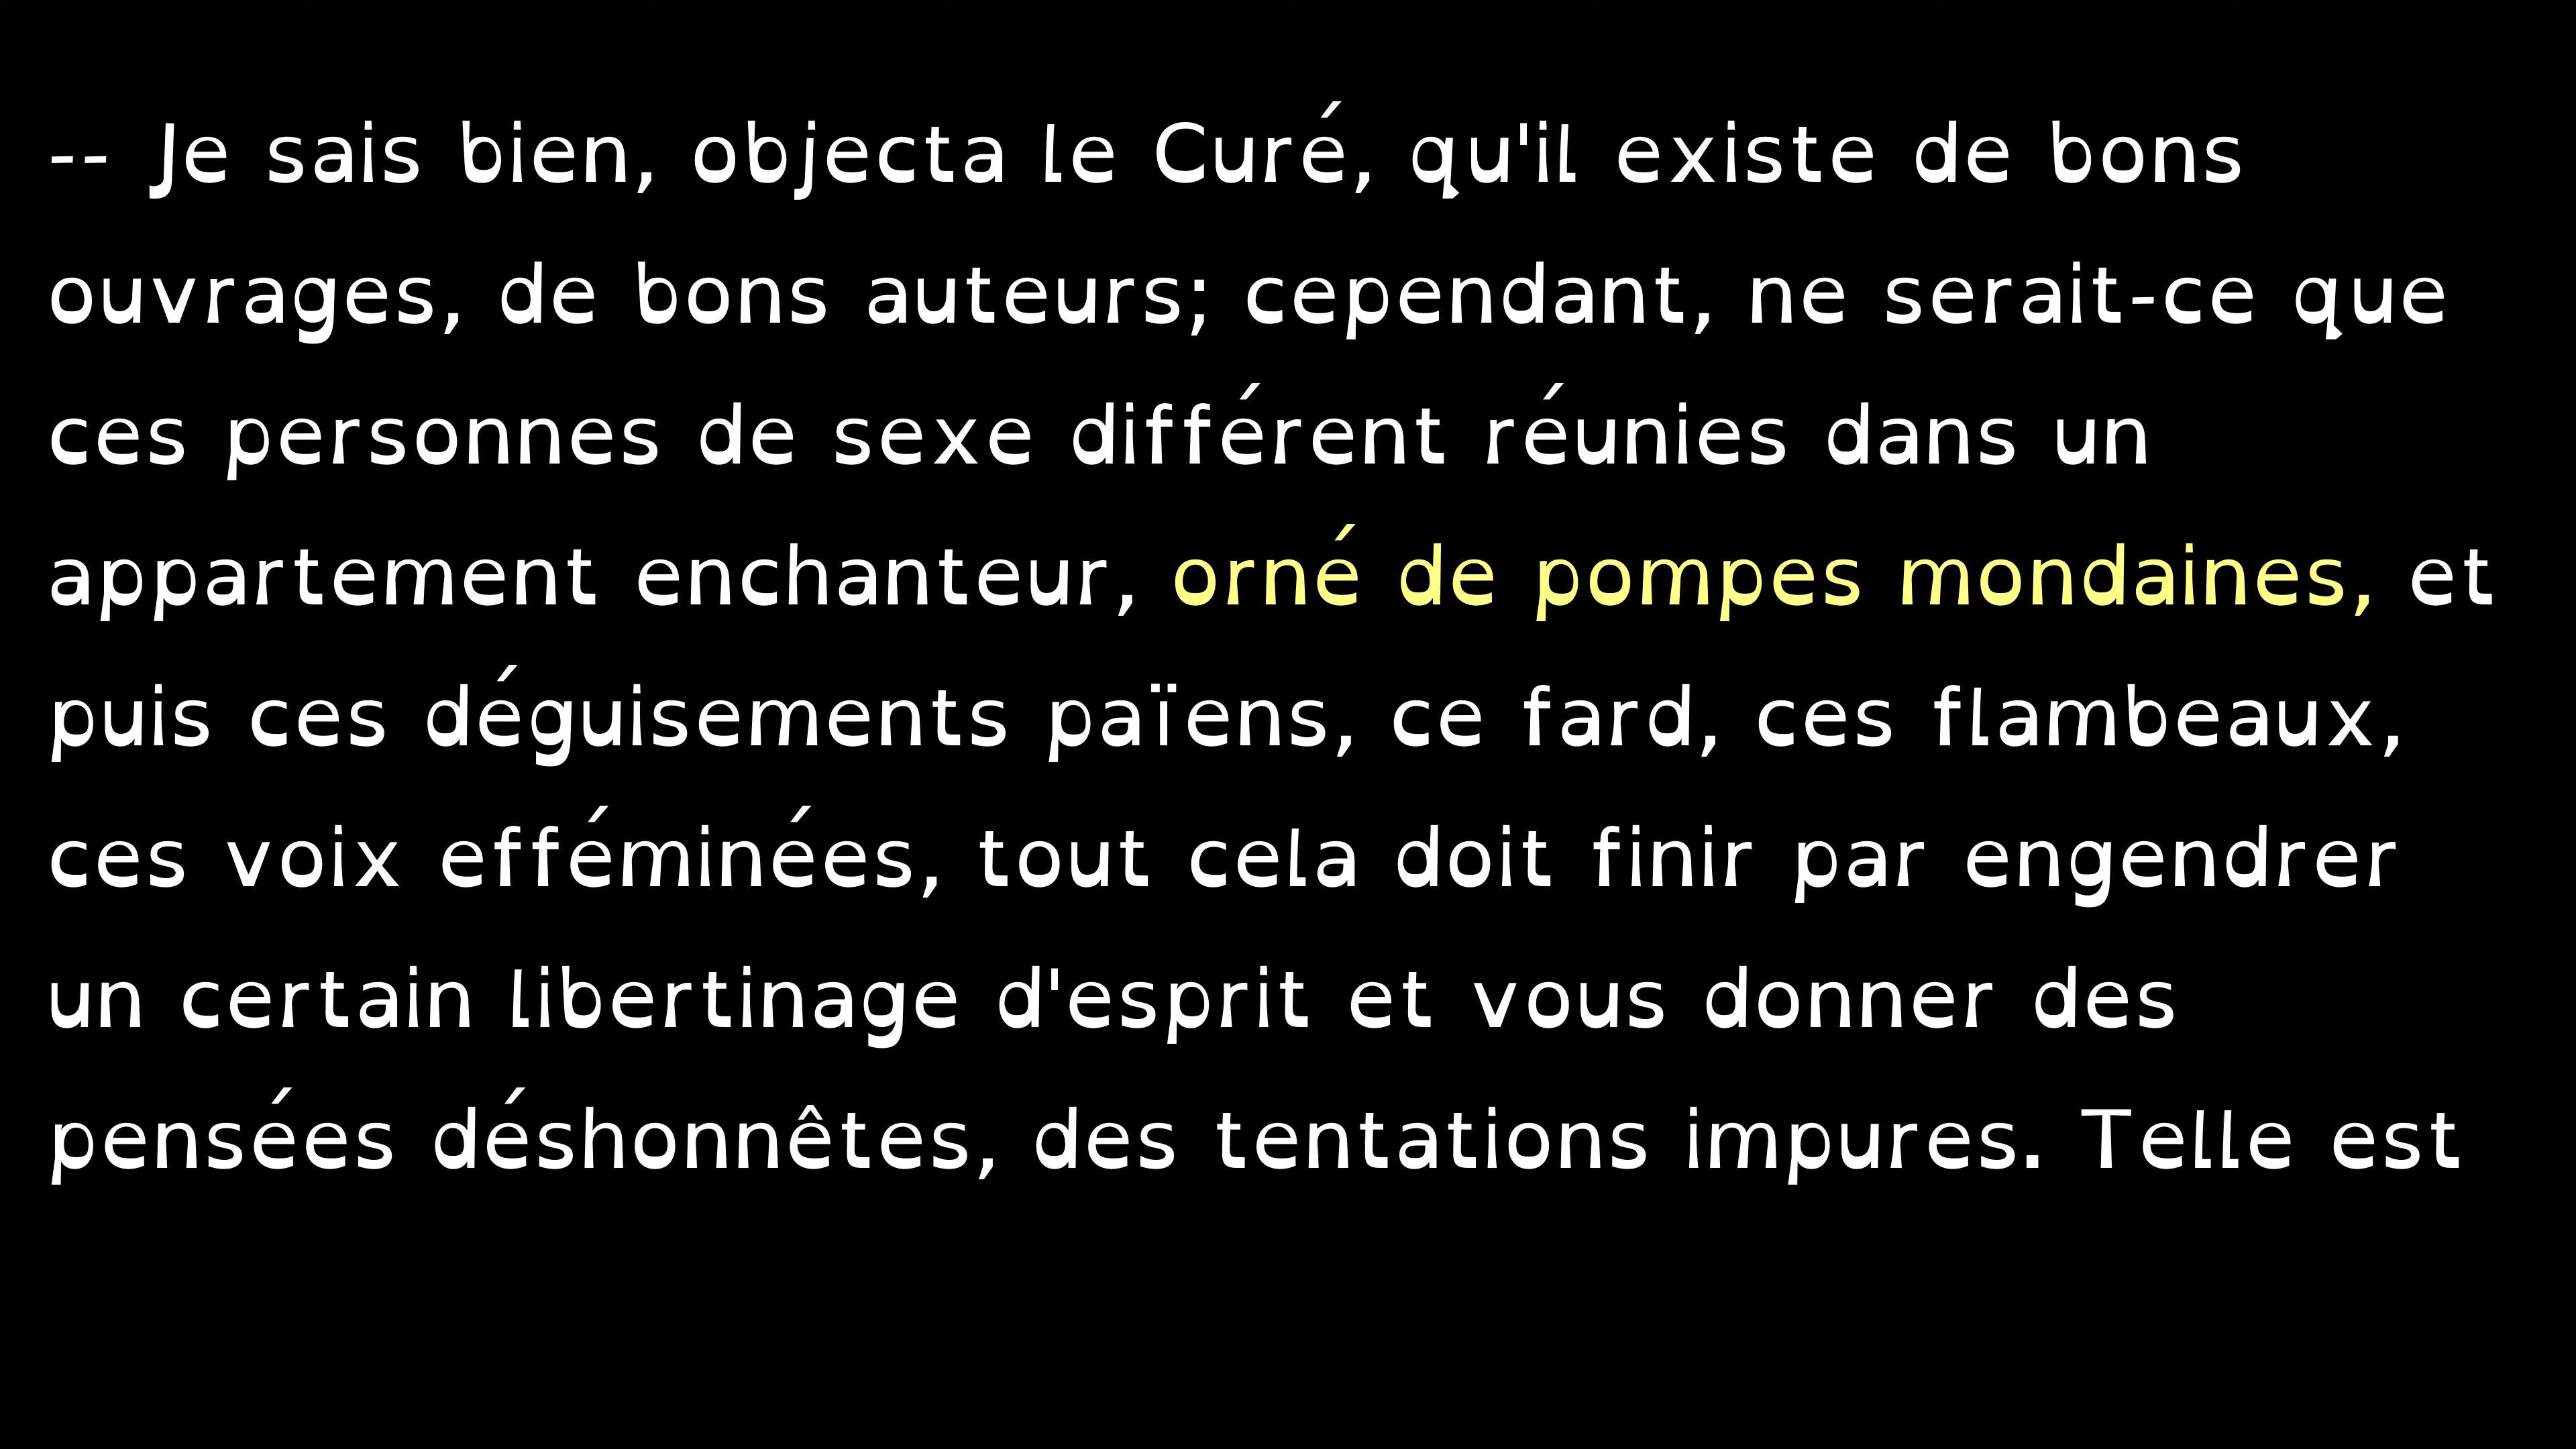 -- Je sais bien, objecta le Curé, qu'il existe de bons
ouvrages, de bons auteurs; cependant, ne serait-ce que
ces personnes de sexe différent réunies dans un
appartement enchanteur, orné de pompes mondaines, et
puis ces déguisements païens, ce fard, ces flambeaux,
ces voix efféminées, tout cela doit finir par engendrer
un certain libertinage d'esprit et vous donner des
pensées déshonnêtes, des tentations impures. Telle est